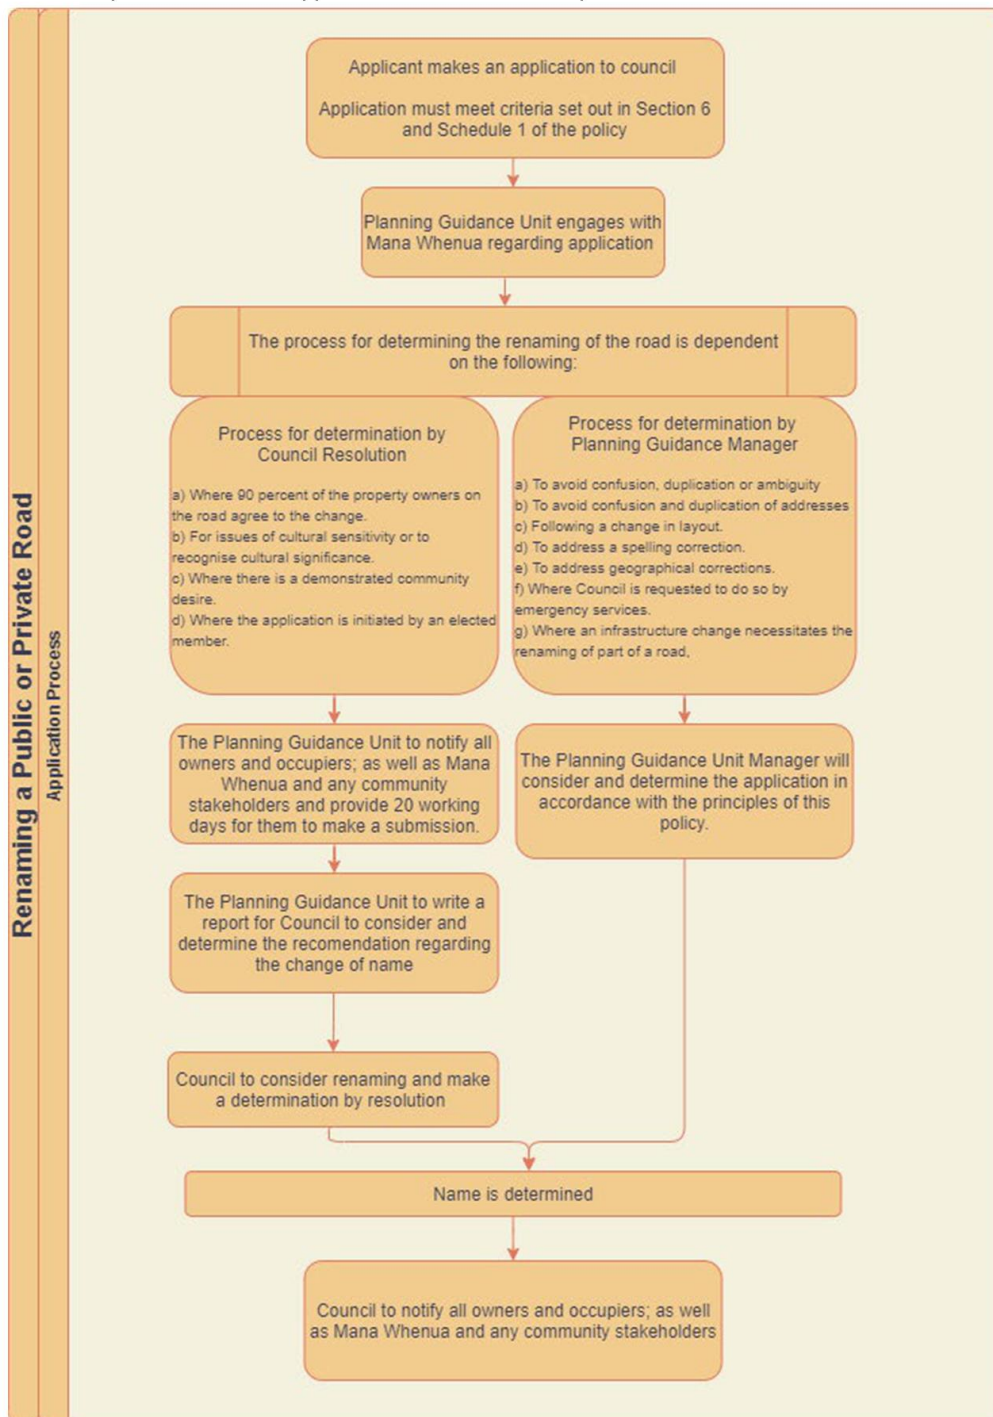 Renaming a Public or Private Road
Application Process
Applicant makes an application to council
Application must meet criteria set out in Section 6
and Schedule 1 of the policy
Planning Guidance Unit engages with
Mana Whenua regarding application
The process for determining the renaming of the road is dependent
on the following:
Process for determination by
Council Resolution
a) Where 90 percent of the property owners on
the road agree to the change.
b) For issues of cultural sensitivity or to
recognise cultural significance.
c) Where there is a demonstrated community
desire.
d) Where the application is initiated by an elected
member.
Process for determination by
Planning Guidance Manager
a) To avoid confusion, duplication or ambiguity
b) To avoid confusion and duplication of addresses
c) Following a change in layout.
d) To address a spelling correction.
e) To address geographical corrections.
f) Where Council is requested to do so by
emergency services.
g) Where an infrastructure change necessitates the
renaming of part of a road,
The Planning Guidance Unit to notify all
owners and occupiers; as well as Mana
Whenua and any community
stakeholders and provide 20 working
days for them to make a submission.
The Planning Guidance Unit Manager will
consider and determine the application in
accordance with the principles of this
policy.
The Planning Guidance Unit to write a
report for Council to consider and
determine the recomendation regarding
the change of name
Council to consider renaming and make
a determination by resolution
Name is determined
Council to notify all owners and occupiers; as well
as Mana Whenua and any community stakeholders